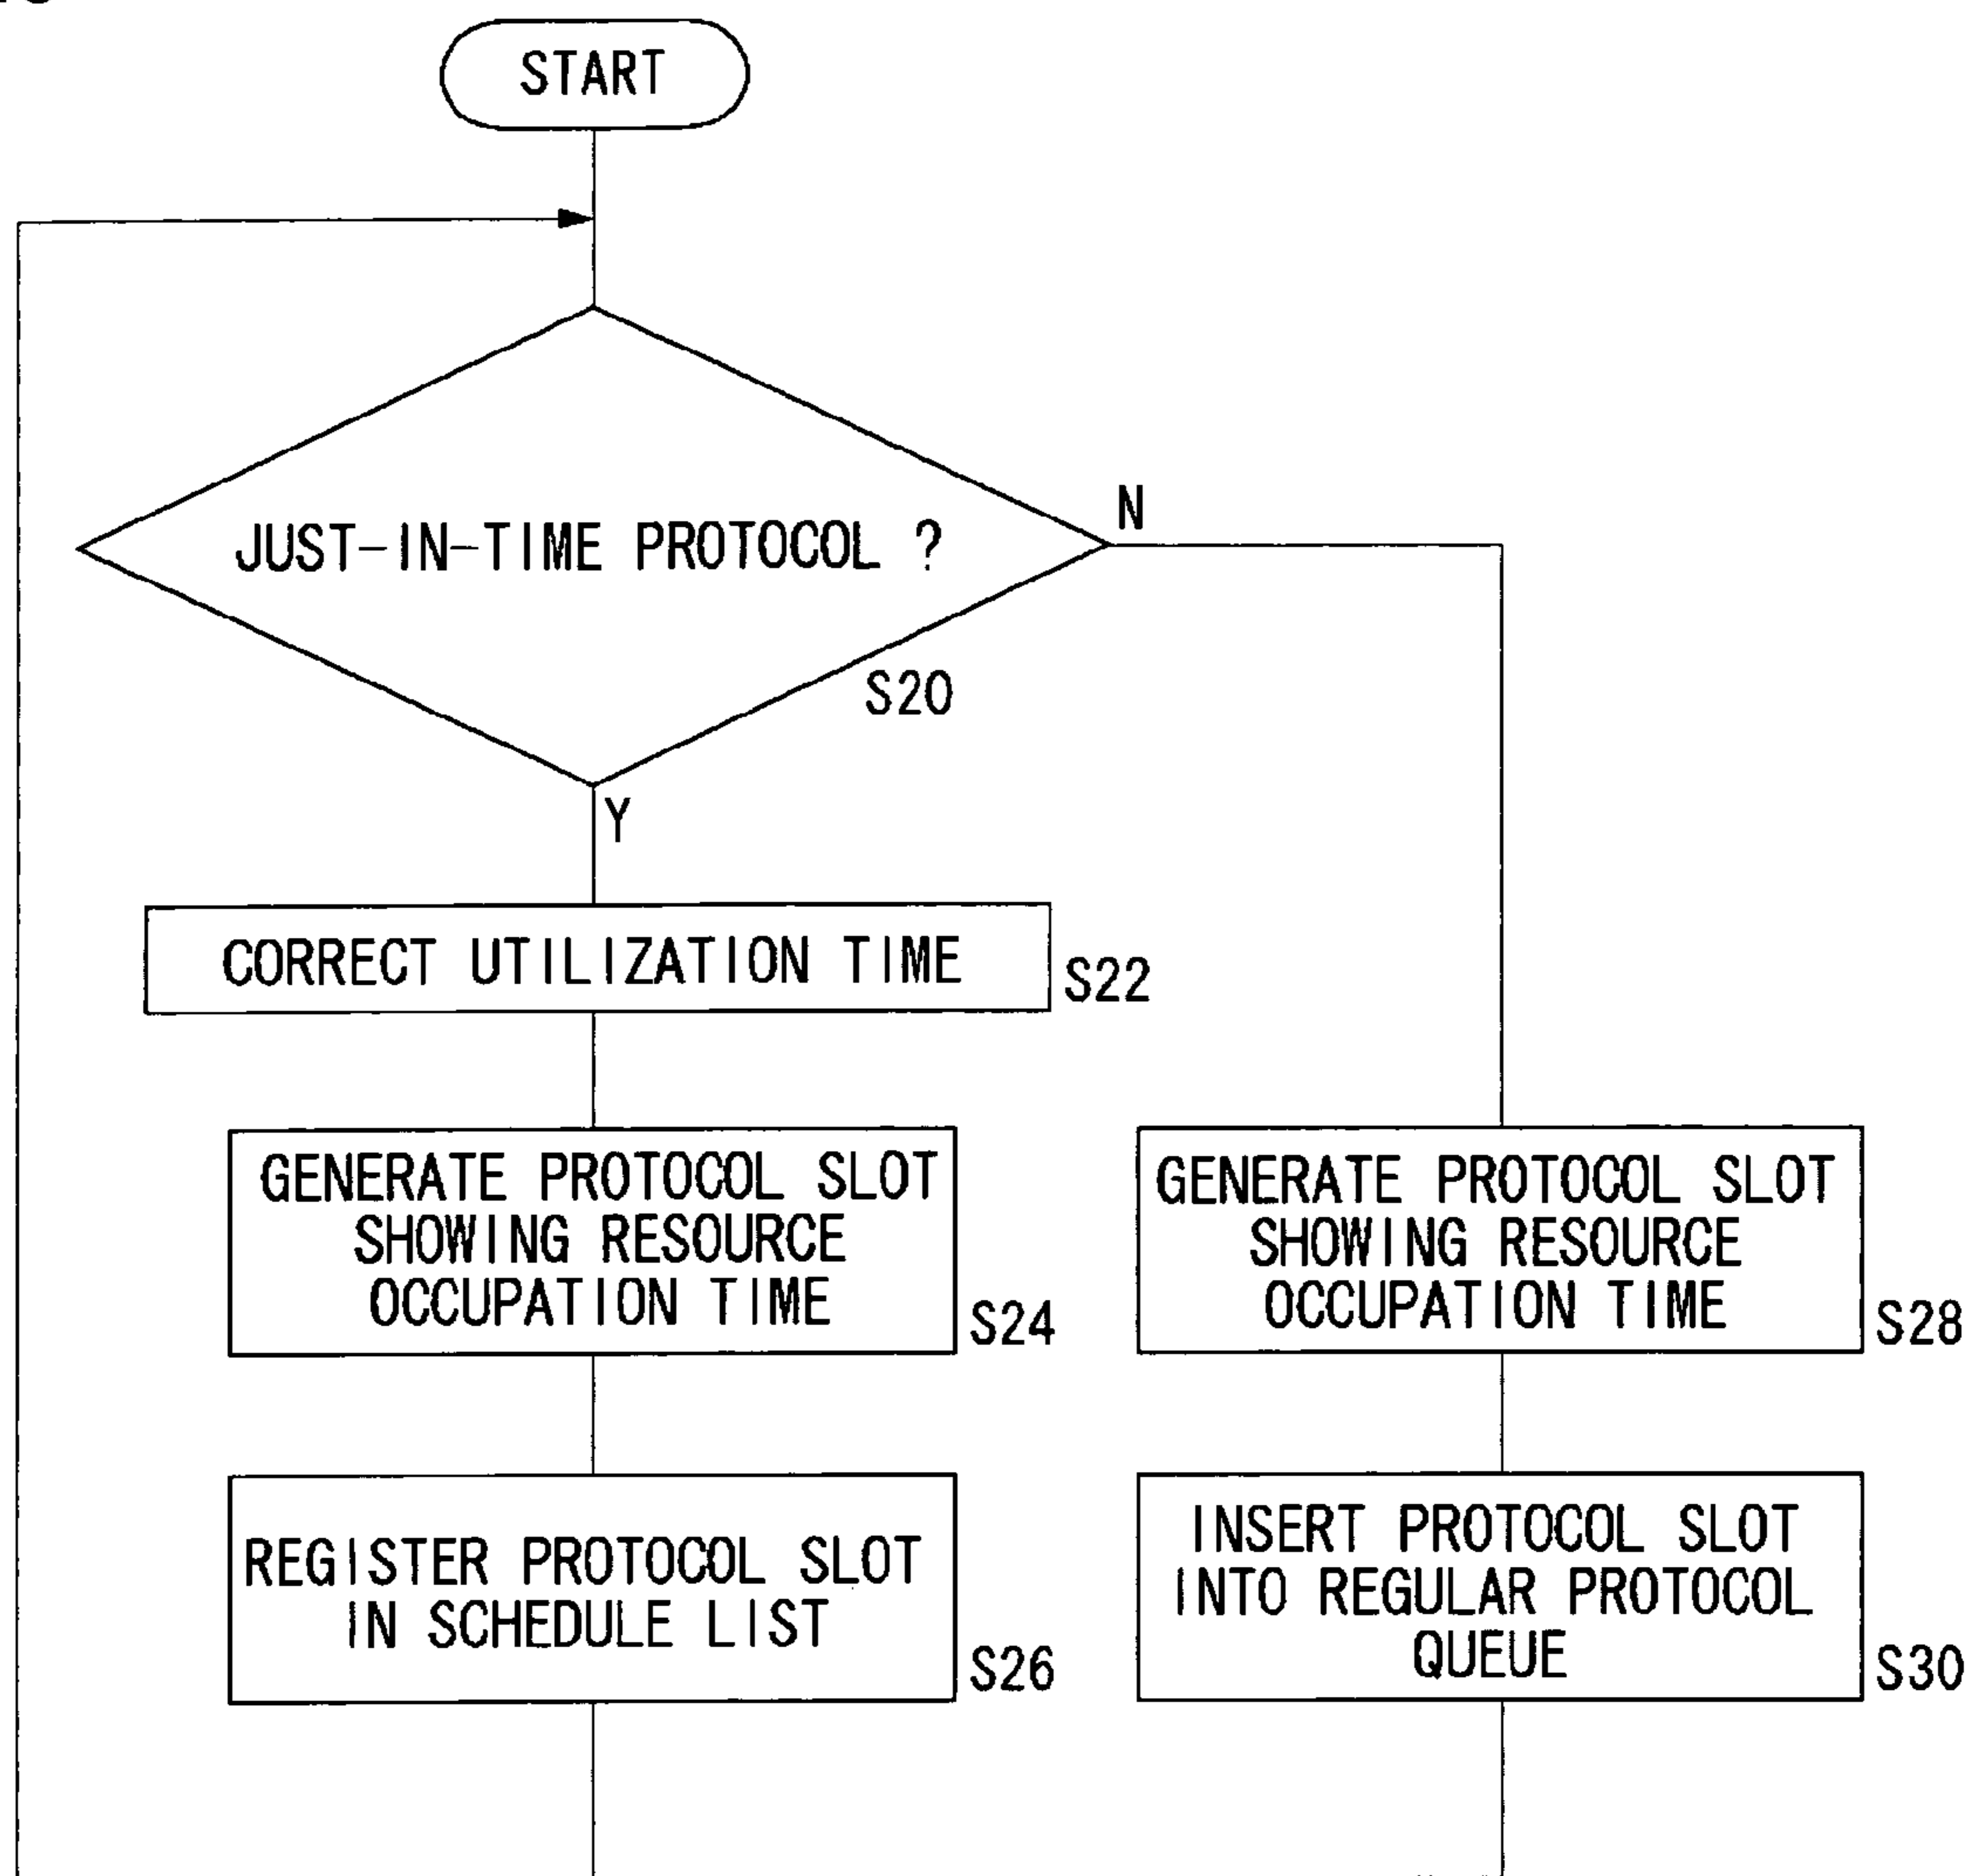 START
JUST-IN-TIME PROTOCOL ?
N
S20
Y
CORRECT UTILIZATION TIME
S22
GENERATE PROTOCOL SLOT
SHOWING RESOURCE
OCCUPATION TIME
S24
GENERATE PROTOCOL SLOT
SHOWING RESOURCE
OCCUPATION TIME
S28
REGISTER PROTOCOL SLOT
IN SCHEDULE LIST
S26
INSERT PROTOCOL SLOT
INTO REGULAR PROTOCOL
QUEUE
S30